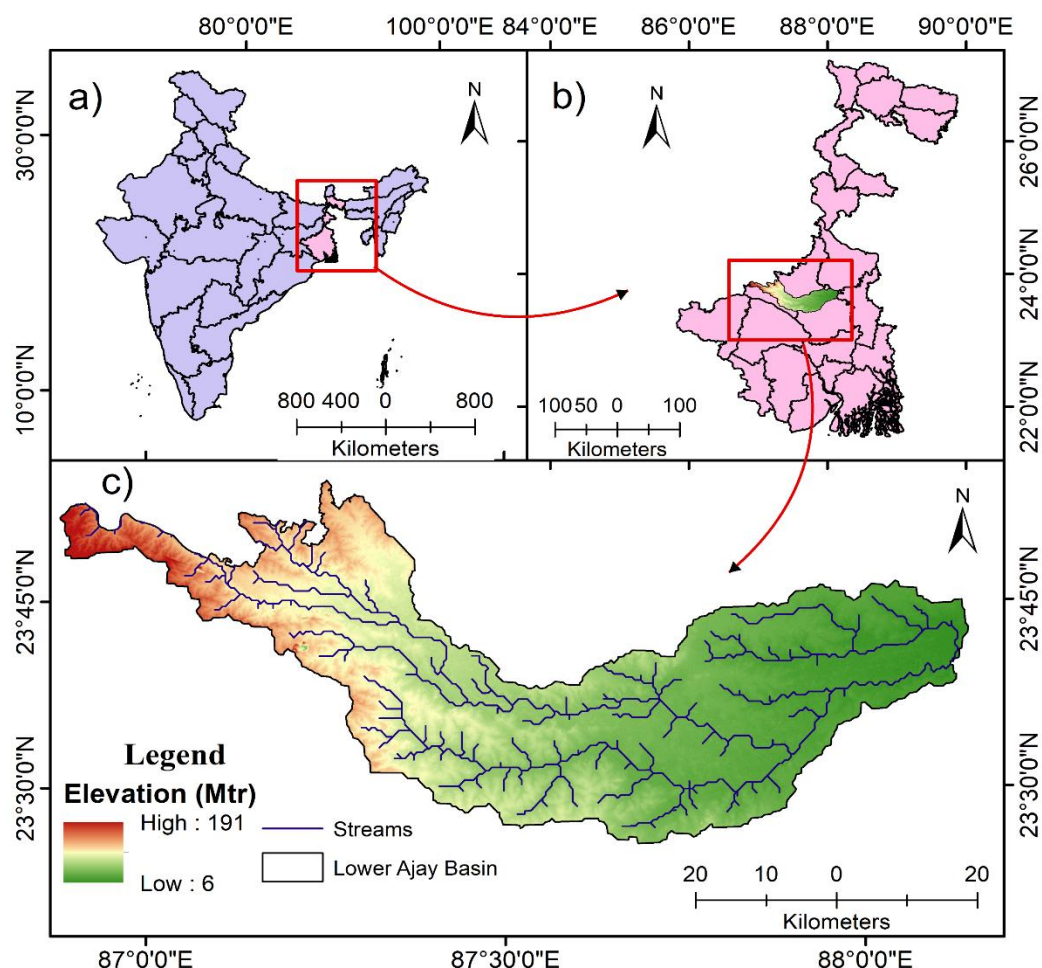 80°0'0"E 100°0'0"E 84°0'0"E 86°0'0"E 88°0'0"E 90°0'0"E
a)
N
30°0'0"N
10°0'0"N
800 400 0 800
Kilometers
b)
N
26°0'0"N
24°0'0"N
22°0'0"N
100 50 0 100
Kilometers
c)
N
23°45'0"N
23°30'0"N
23°45'0"N
23°30'0"N
Legend
Elevation (Mtr)
High : 191
Low : 6
Streams
Lower Ajay Basin
20 10 0 20
Kilometers
87°0'0"E 87°30'0"E 88°0'0"E